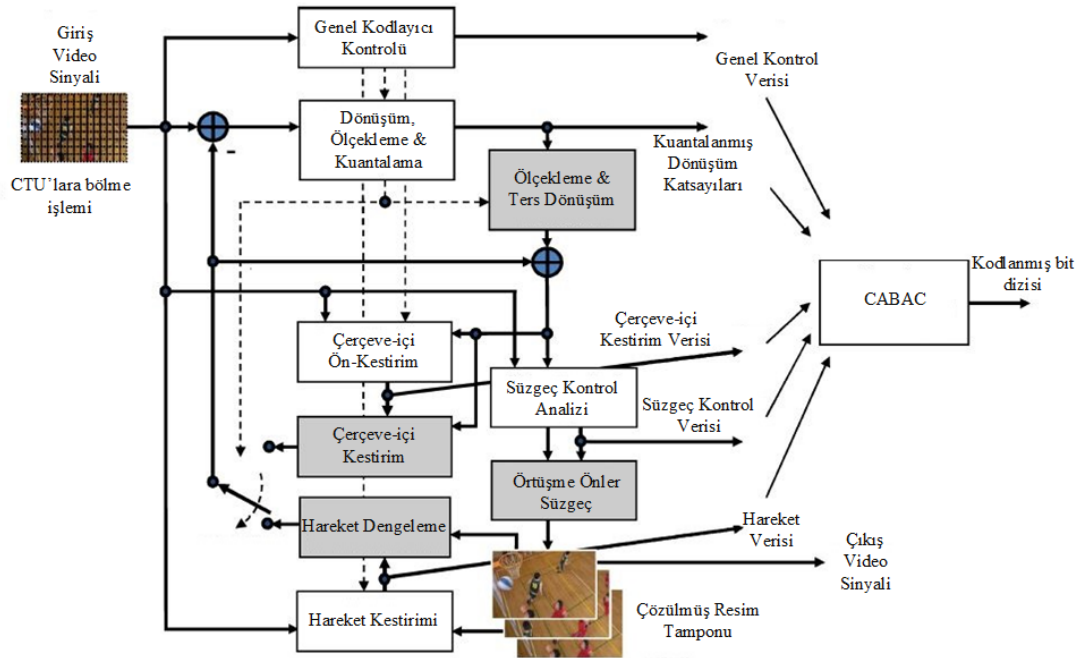 Giriş
Video
Sinyali
CTU'lara bölme
işlemi
Genel Kodlayıcı
Kontrolü
Dönüşüm,
Ölçekleme &
Kuantalama
Ölçekleme &
Ters Dönüşüm
Genel Kontrol
Verisi
Kuantalanmış
Dönüşüm
Katsayıları
-
Çerçeve-içi
Ön-Kestirim
Çerçeve-içi
Kestirim Verisi
Süzgeç Kontrol
Analizi
Süzgeç Kontrol
Verisi
Çerçeve-içi
Kestirim
Örtüşme Önler
Süzgeç
Hareket Dengeleme
Hareket
Verisi
Hareket Kestirimi
Çözülmüş Resim
Tamponu
Çıkış
Video
Sinyali
CABAC
Kodlanmış bit
dizisi